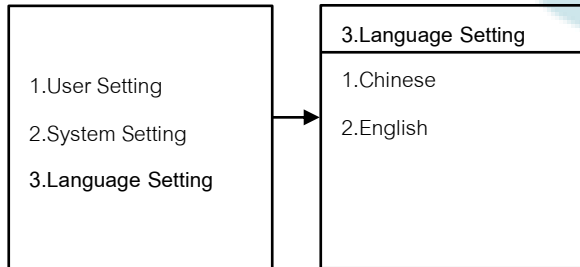 1.User Setting
2.System Setting
3.Language Setting
3.Language Setting
1.Chinese
2.English